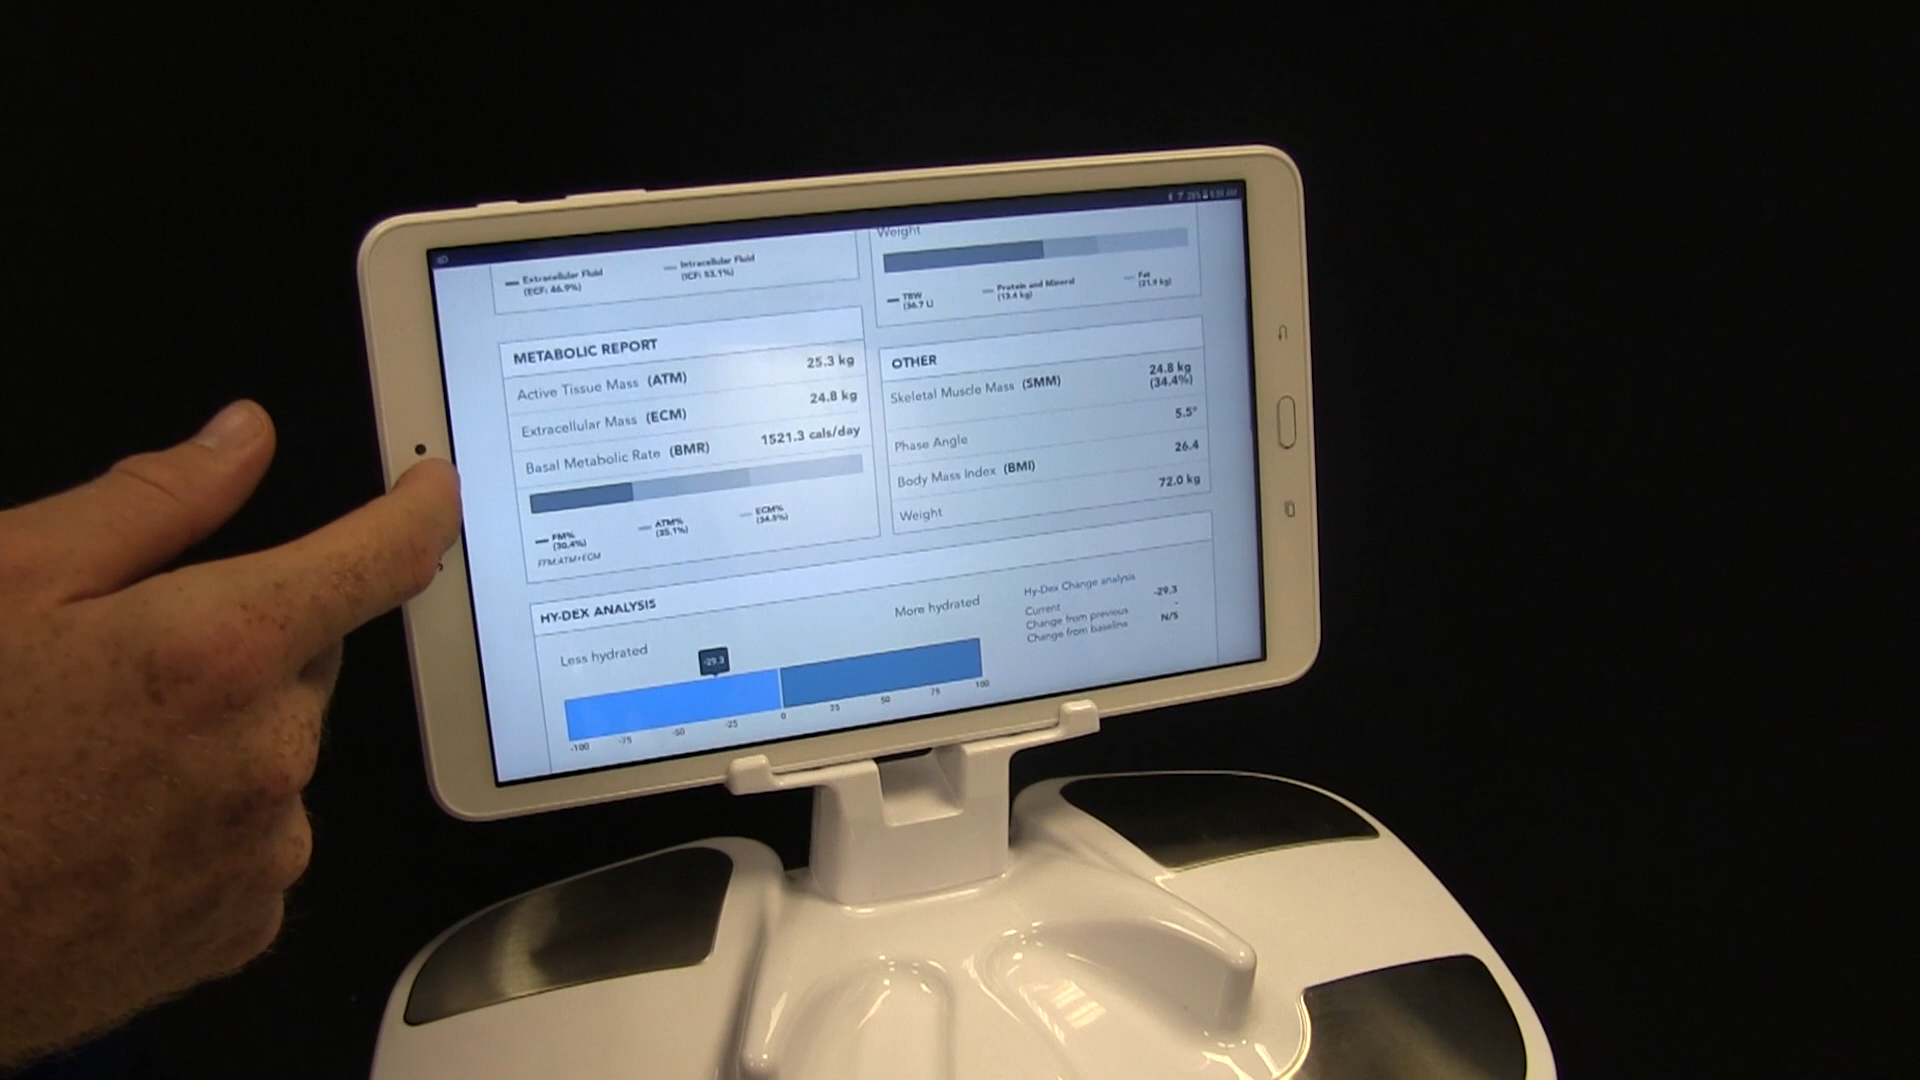 Extracellular Fluid
(ECF: 46.9%)
Intracellular Fluid
(ICF: 53.1%)
Weight
TBW
(36.7 L)
Protein and Mineral
(13.4 kg)
Fat
(21.9 kg)
METABOLIC REPORT
Active Tissue Mass (ATM) 25.3 kg
Extracellular Mass (ECM) 24.8 kg
Basal Metabolic Rate (BMR) 1521.3 cals/day
FM%
(30.4%)
ATM%
(35.1%)
ECM%
(34.5%)
FFM:ATM+ECM
OTHER
Skeletal Muscle Mass (SMM) 24.8 kg
(34.4%)
Phase Angle 5.5°
Body Mass Index (BMI) 26.4
Weight 72.0 kg
HY-DEX ANALYSIS
Less hydrated
More hydrated
-29.3
-100 -75 -50 -25 0 25 50 75 100
Hy-Dex Change analysis
Current -29.3
Change from previous -
Change from baseline N/S